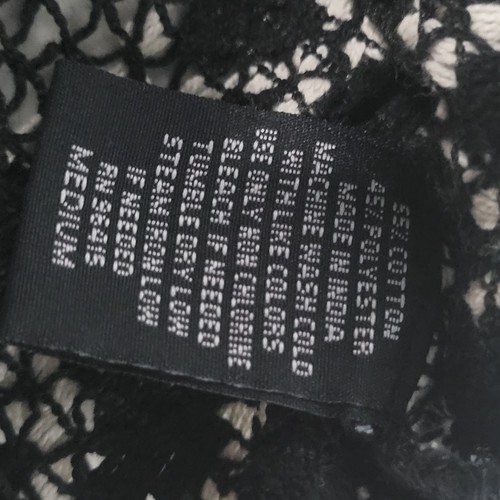 55% COTTON
45% POLYESTER
MADE IN INDIA
MACHINE WASH COLD
WITH LIKE COLORS
USE ONLY NON CHLORINE
BLEACH IF NEEDED
TUMBLE DRY LOW
STEAM IRON LOW
IF NEEDED
RN 96416
MEDIUM